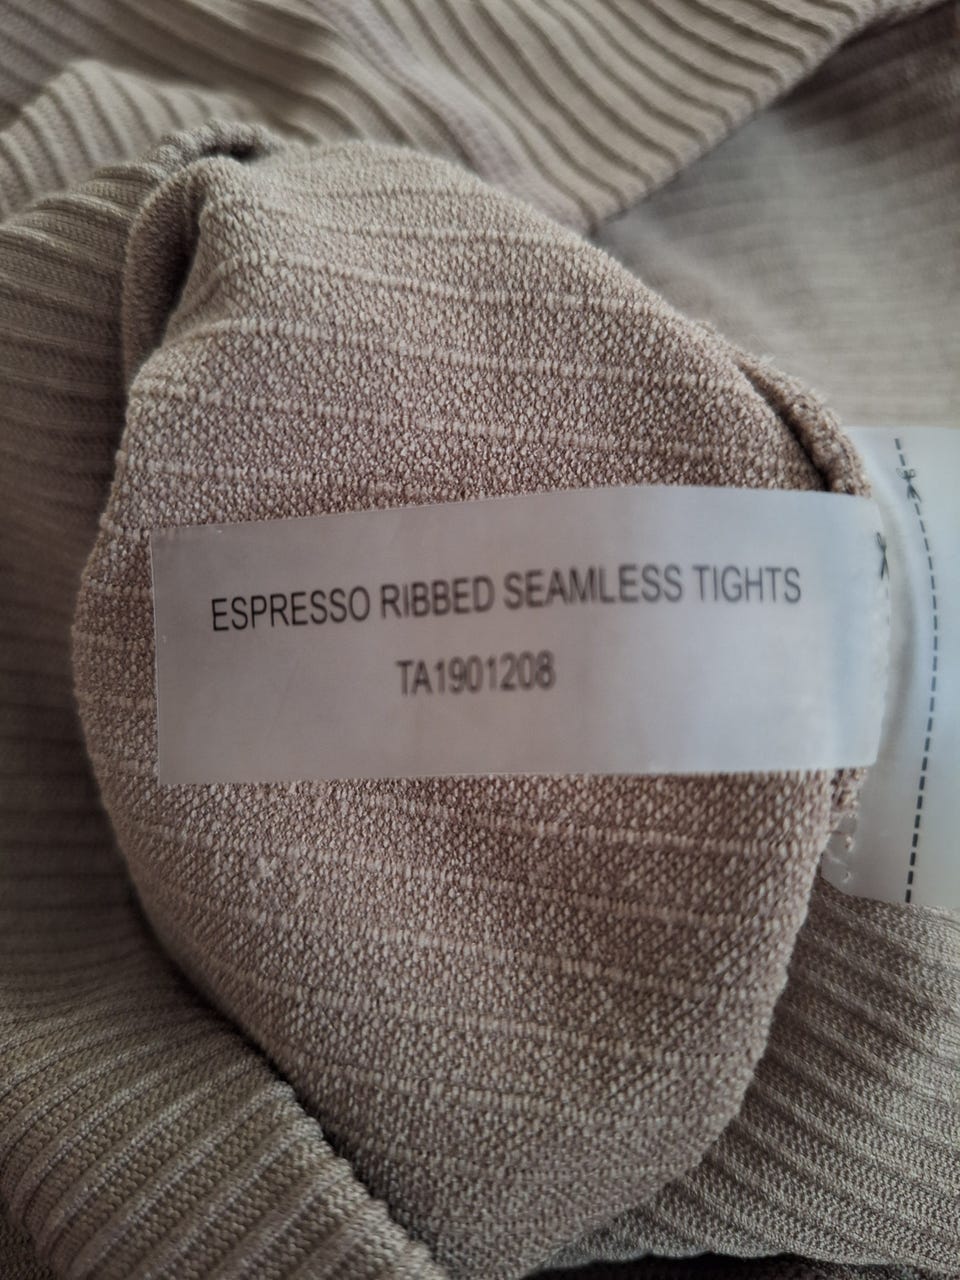 ESPRESSO RIBBED SEAMLESS TIGHTS
TA1901208